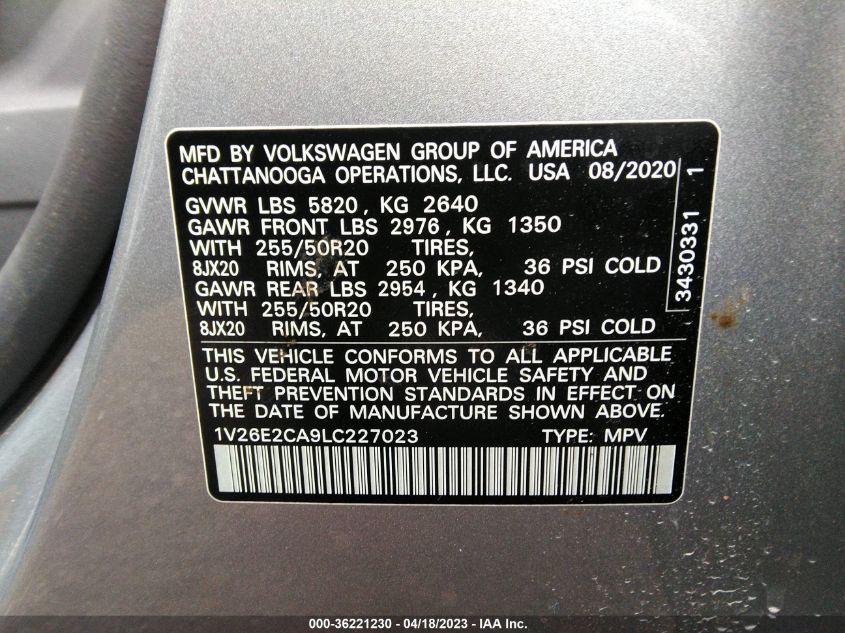 MFD BY VOLKSWAGEN GROUP OF AMERICA
CHATTANOOGA OPERATIONS, LLC. USA 08/2020
GVWR LBS 5820, KG 2640
GAWR FRONT LBS 2976, KG 1350
WITH 255/50R20 TIRES,
8JX20 RIMS, AT 250 KPA, 36 PSI COLD
GAWR REAR LBS 2954, KG 1340
WITH 255/50R20 TIRES,
8JX20 RIMS, AT 250 KPA, 36 PSI COLD
THIS VEHICLE CONFORMS TO ALL APPLICABLE
U.S. FEDERAL MOTOR VEHICLE SAFETY AND
THEFT PREVENTION STANDARDS IN EFFECT ON
THE DATE OF MANUFACTURE SHOWN ABOVE.
1V26E2CA9LC227023 TYPE: MPV
3430331 1
000-36221230 - 04/18/2023 - IAA Inc.